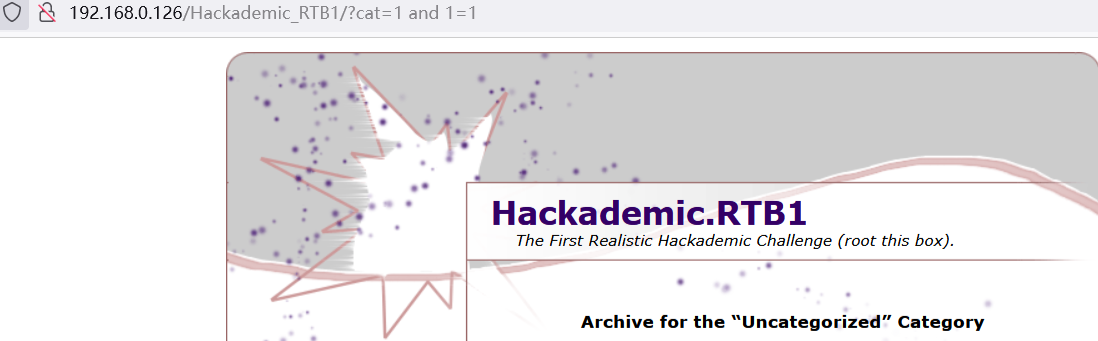 192.168.0.126/Hackademic_RTB1/?cat=1 and 1=1
Hackademic.RTB1
The First Realistic Hackademic Challenge (root this box).
Archive for the “Uncategorized” Category